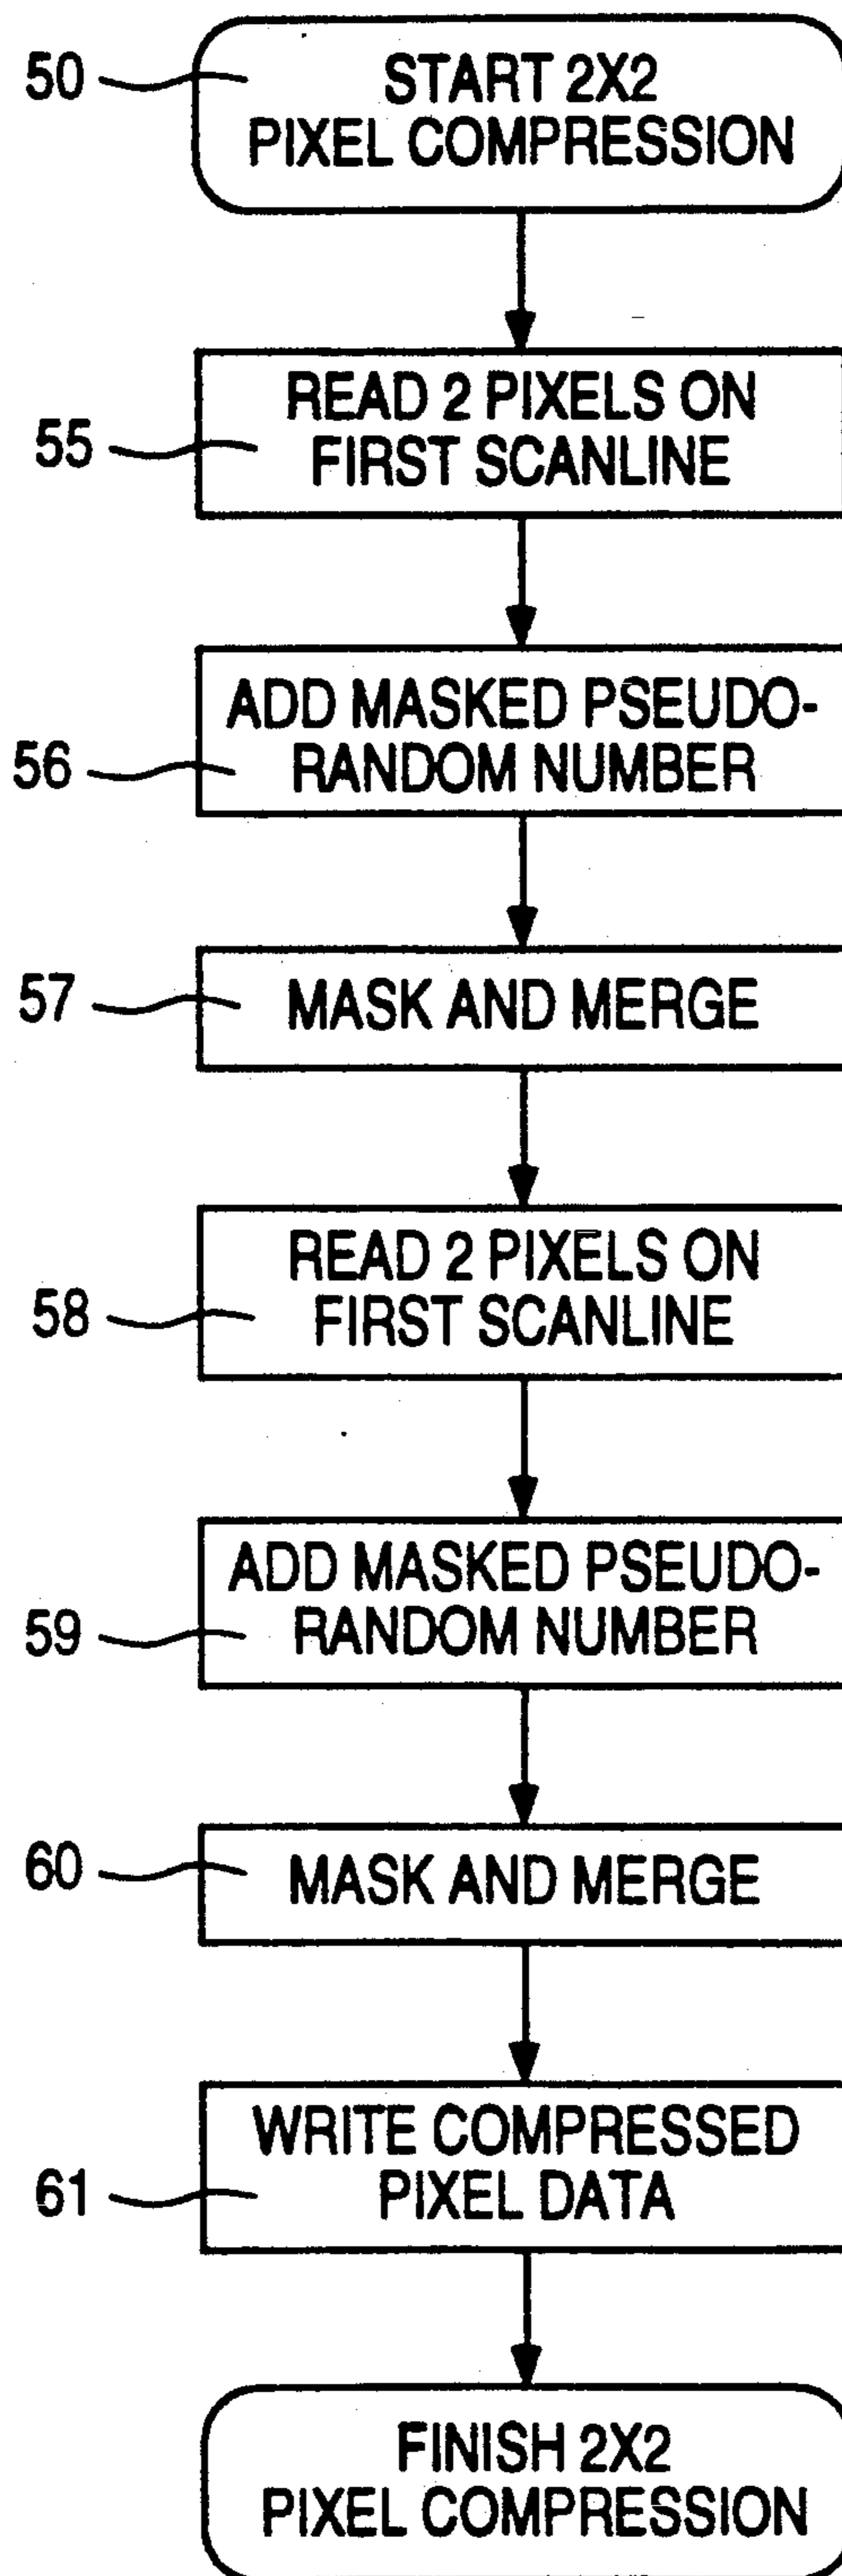 50
START 2X2
PIXEL COMPRESSION
55
READ 2 PIXELS ON
FIRST SCANLINE
56
ADD MASKED PSEUDO-
RANDOM NUMBER
57
MASK AND MERGE
58
READ 2 PIXELS ON
FIRST SCANLINE
59
ADD MASKED PSEUDO-
RANDOM NUMBER
60
MASK AND MERGE
61
WRITE COMPRESSED
PIXEL DATA
FINISH 2X2
PIXEL COMPRESSION